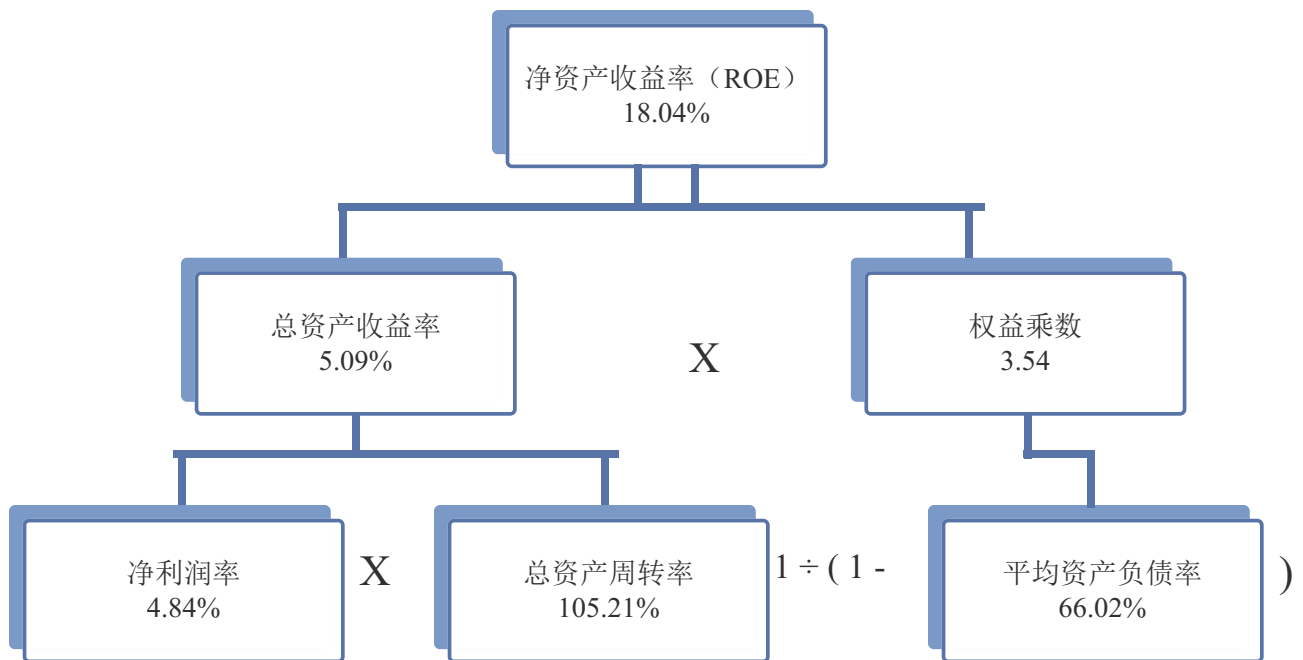 净资产收益率（ROE）
18.04%
总资产收益率
5.09%
X
权益乘数
3.54
净利润率
4.84%
X
总资产周转率
105.21%
1 ÷ ( 1 -
平均资产负债率
66.02%
)